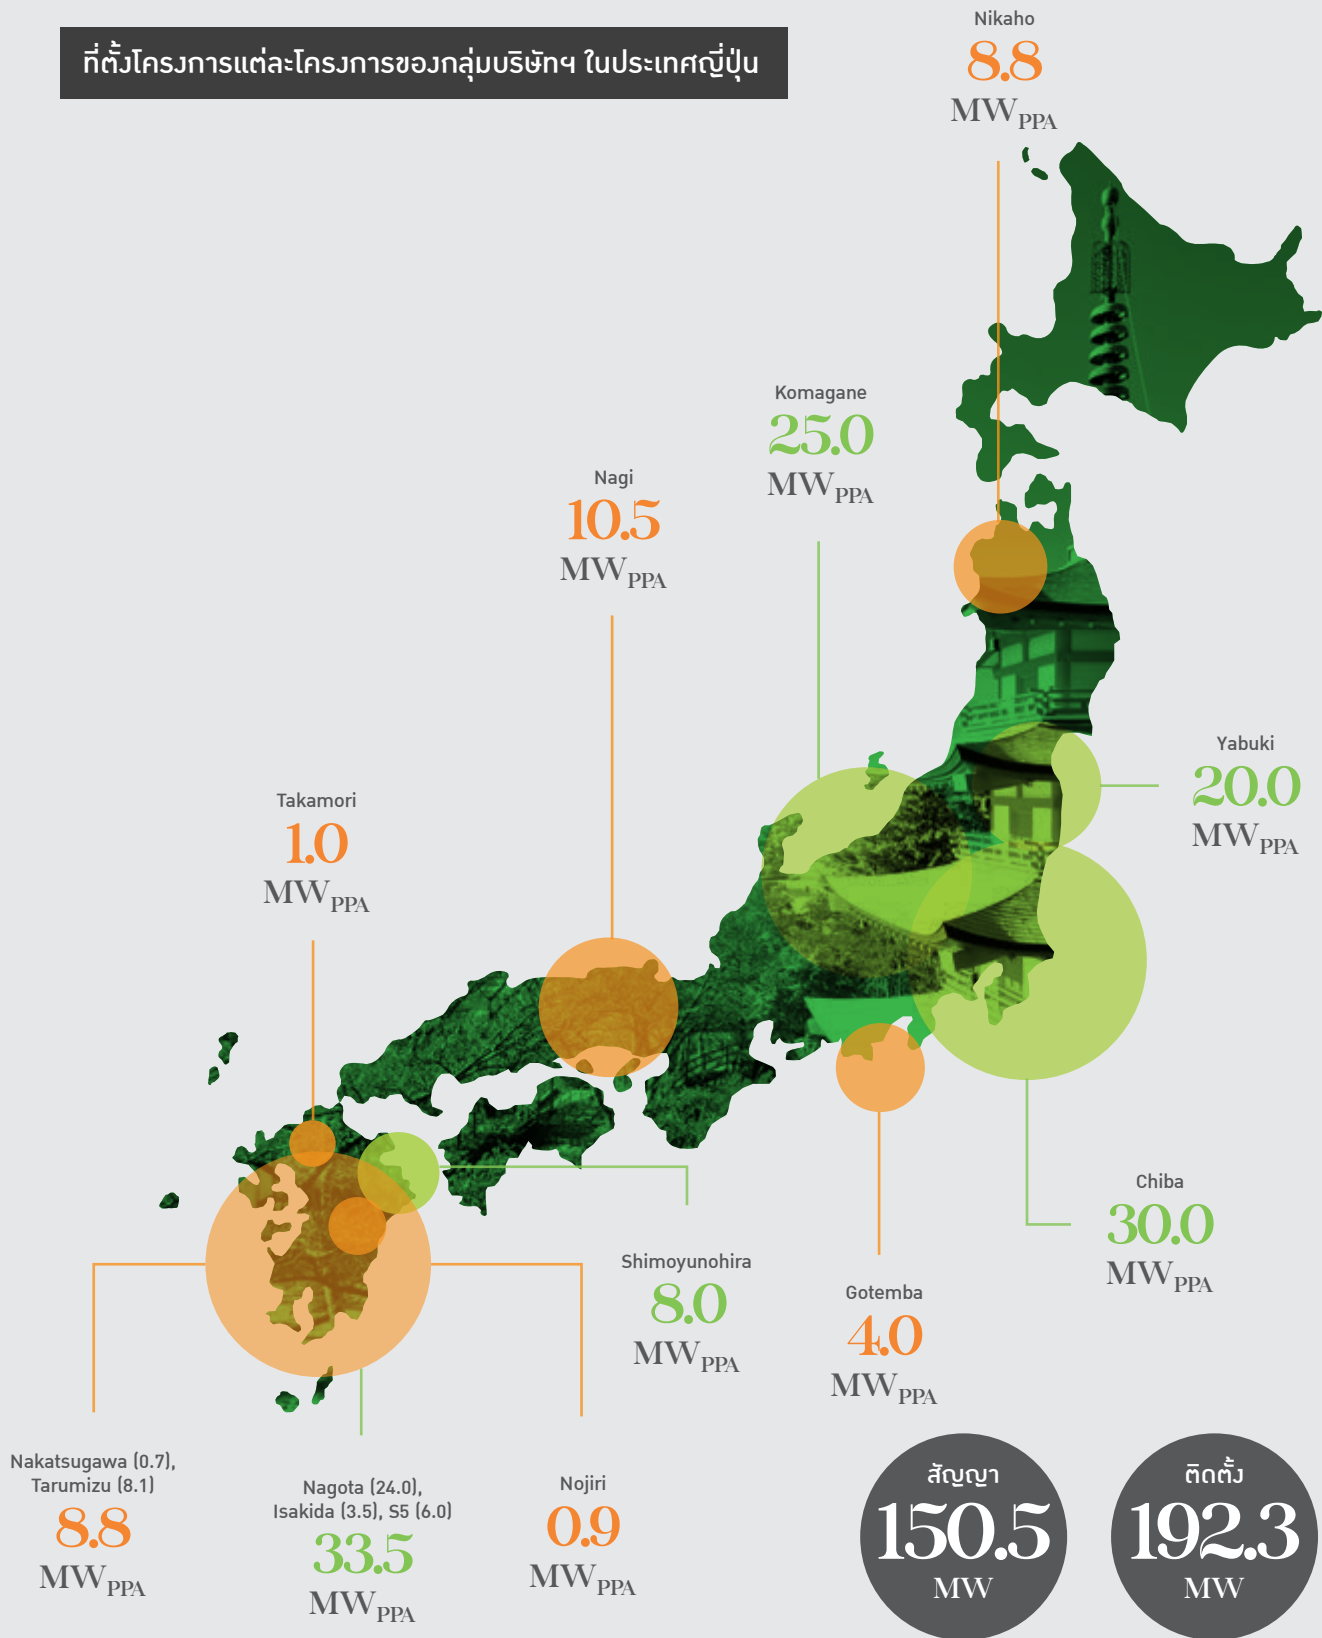 ที่ตั้งโครงการแต่ละโครงการของกลุ่มบริษัทฯ ในประเทศญี่ปุ่น
Nikaho
8.8
MWPPA
Komagane
25.0
MWPPA
Nagi
10.5
MWPPA
Yabuki
20.0
MWPPA
Takamori
1.0
MWPPA
Chiba
30.0
MWPPA
Shimoyunohira
8.0
MWPPA
Gotemba
4.0
MWPPA
Nakatsugawa (0.7),
Tarumizu (8.1)
8.8
MWPPA
Nagota (24.0),
Isakida (3.5), S5 (6.0)
33.5
MWPPA
Nojiri
0.9
MWPPA
สัญญา
150.5
MW
ติดตั้ง
192.3
MW